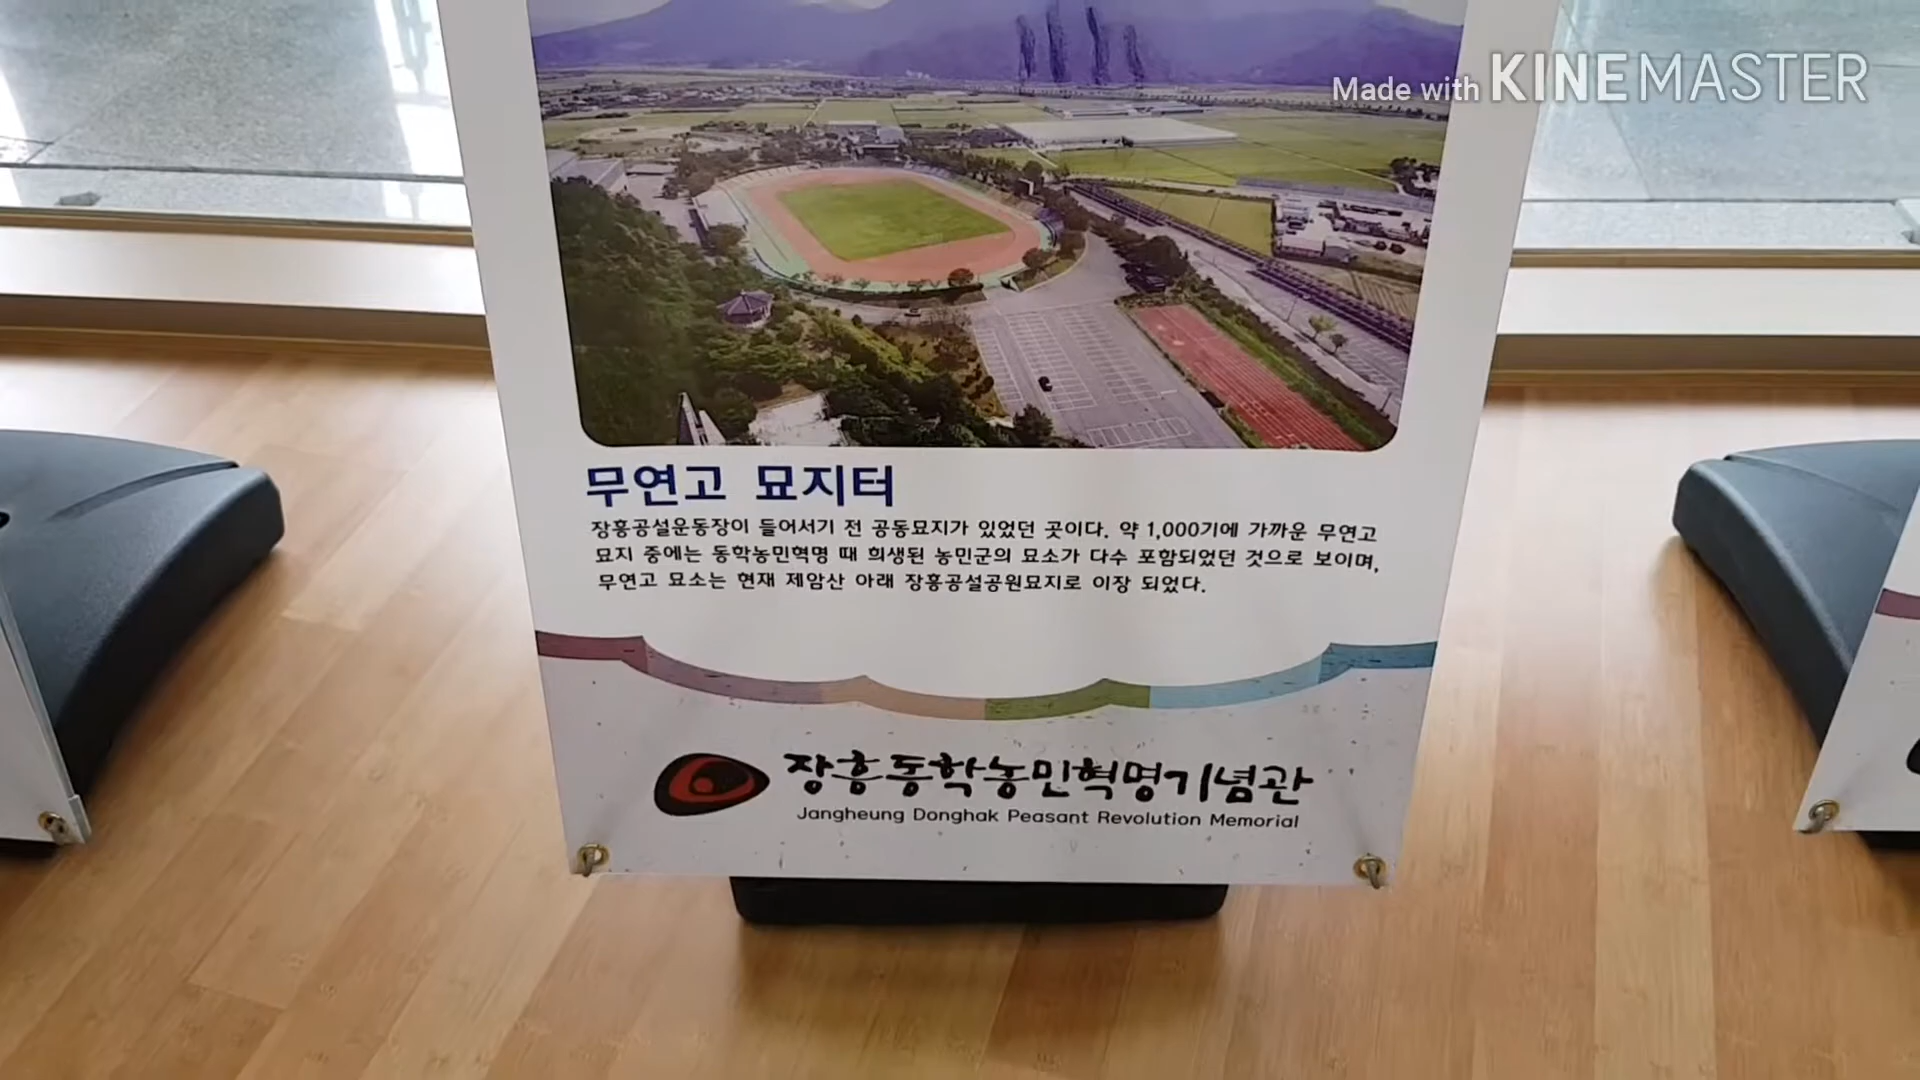 Made with KINEMASTER
무연고 묘지터
장흥공설운동장이 들어서기 전 공동묘지가 있었던 곳이다. 약 1,000기에 가까운 무연고
묘지 중에는 동학농민혁명 때 희생된 농민군의 묘소가 다수 포함되었던 것으로 보이며,
무연고 묘소는 현재 제암산 아래 장흥공설공원묘지로 이장 되었다.
장흥동학농민혁명기념관
Jangheung Donghak Peasant Revolution Memorial